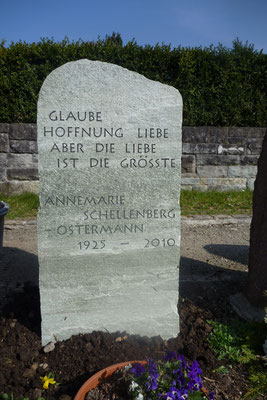 GLAUBE
HOFFNUNG LIEBE
ABER DIE LIEBE
IST DIE GRÖSSTE
ANNEMARIE
SCHELLENBERG
-OSTERMANN
1925 – 2010